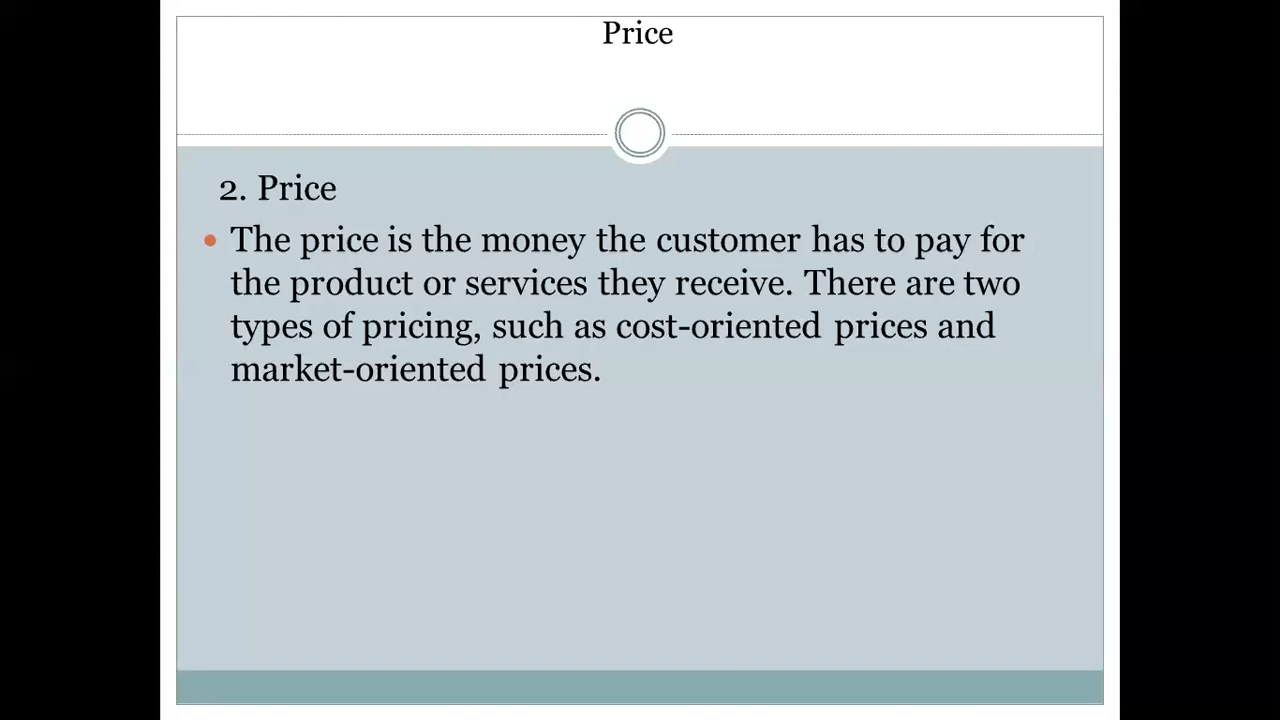 Price
2. Price
The price is the money the customer has to pay for
the product or services they receive. There are two
types of pricing, such as cost-oriented prices and
market-oriented prices.